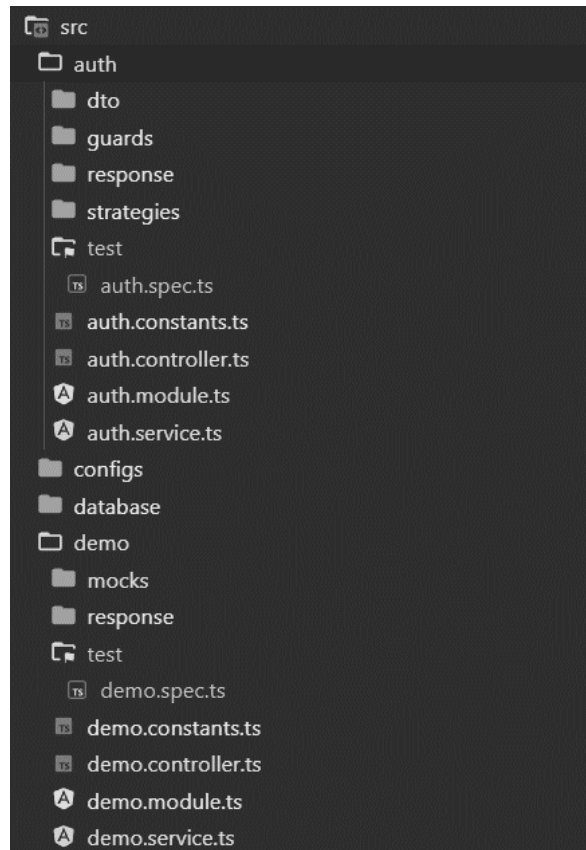 src
auth
dto
guards
response
strategies
test
auth.spec.ts
auth.constants.ts
auth.controller.ts
auth.module.ts
auth.service.ts
configs
database
demo
mocks
response
test
demo.spec.ts
demo.constants.ts
demo.controller.ts
demo.module.ts
demo.service.ts